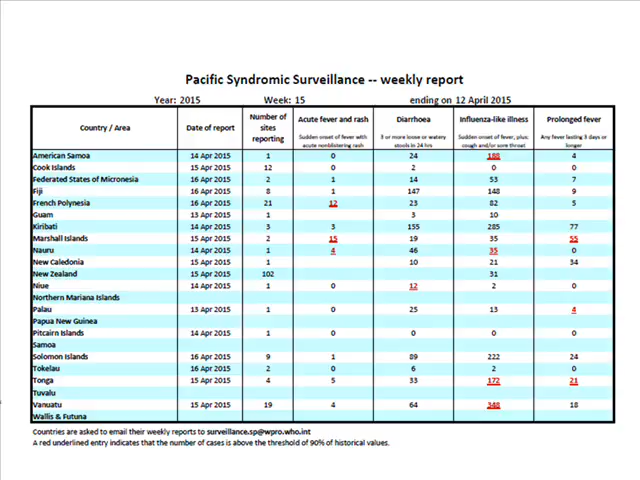 Pacific Syndromic Surveillance -- weekly report
Year: 2015 Week: 15 ending on 12 April 2015
Country / Area Date of report Number of sites reporting Acute fever and rash Diarrhoea Influenza-like illness Prolonged fever
Sudden onset of fever with acute nonblistering rash 3 or more loose or watery stools in 24 hrs Sudden onset of fever, plus: cough and/or sore throat Any fever lasting 3 days or longer
American Samoa 14 Apr 2015 1 0 24 4
Cook Islands 15 Apr 2015 12 0 2 0 0
Federated States of Micronesia 16 Apr 2015 2 1 14 53 7
Fiji 16 Apr 2015 8 1 147 148 9
French Polynesia 16 Apr 2015 21 12 23 82 5
Guam 13 Apr 2015 1 3 10
Kiribati 14 Apr 2015 3 3 155 285 77
Marshall Islands 15 Apr 2015 2 15 19 35 55
Nauru 15 Apr 2015 1 4 46 35 0
New Caledonia 15 Apr 2015 1 10 21 34
New Zealand 15 Apr 2015 102 31
Niue 14 Apr 2015 1 0 12 2 0
Northern Mariana Islands
Palau 13 Apr 2015 1 0 25 13 4
Papua New Guinea
Pitcairn Islands 14 Apr 2015 1 0 0 0 0
Samoa
Solomon Islands 16 Apr 2015 9 1 89 222 24
Tokelau 16 Apr 2015 2 0 6 2 0
Tonga 15 Apr 2015 4 5 33 172 21
Tuvalu
Vanuatu 15 Apr 2015 19 4 64 348 18
Wallis & Futuna
Countries are asked to email their weekly reports to surveillance.sp@wpro.who.int
A red underlined entry indicates that the number of cases is above the threshold of 90% of historical values.